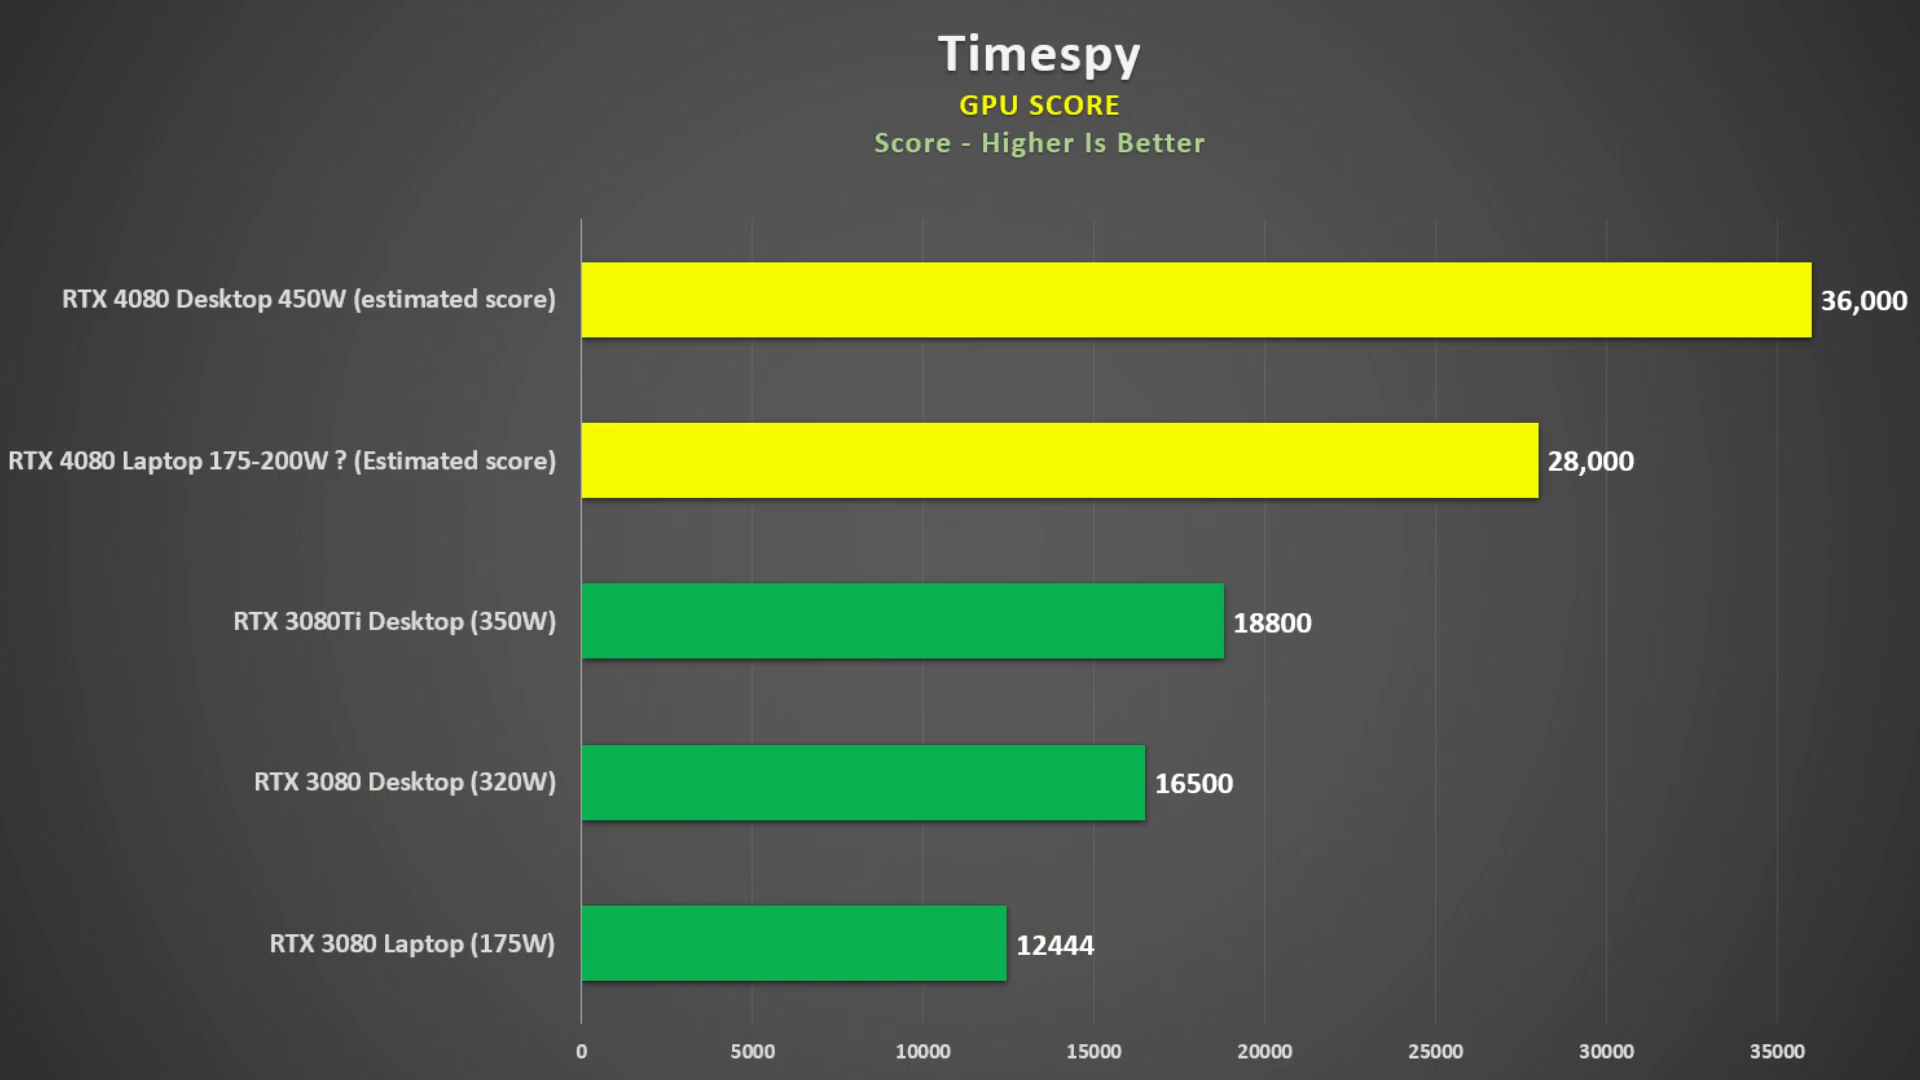 Timespy
GPU SCORE
Score - Higher Is Better
RTX 4080 Desktop 450W (estimated score)
36,000
RTX 4080 Laptop 175-200W ? (Estimated score)
28,000
RTX 3080Ti Desktop (350W)
18800
RTX 3080 Desktop (320W)
16500
RTX 3080 Laptop (175W)
12444
0 5000 10000 15000 20000 25000 30000 35000